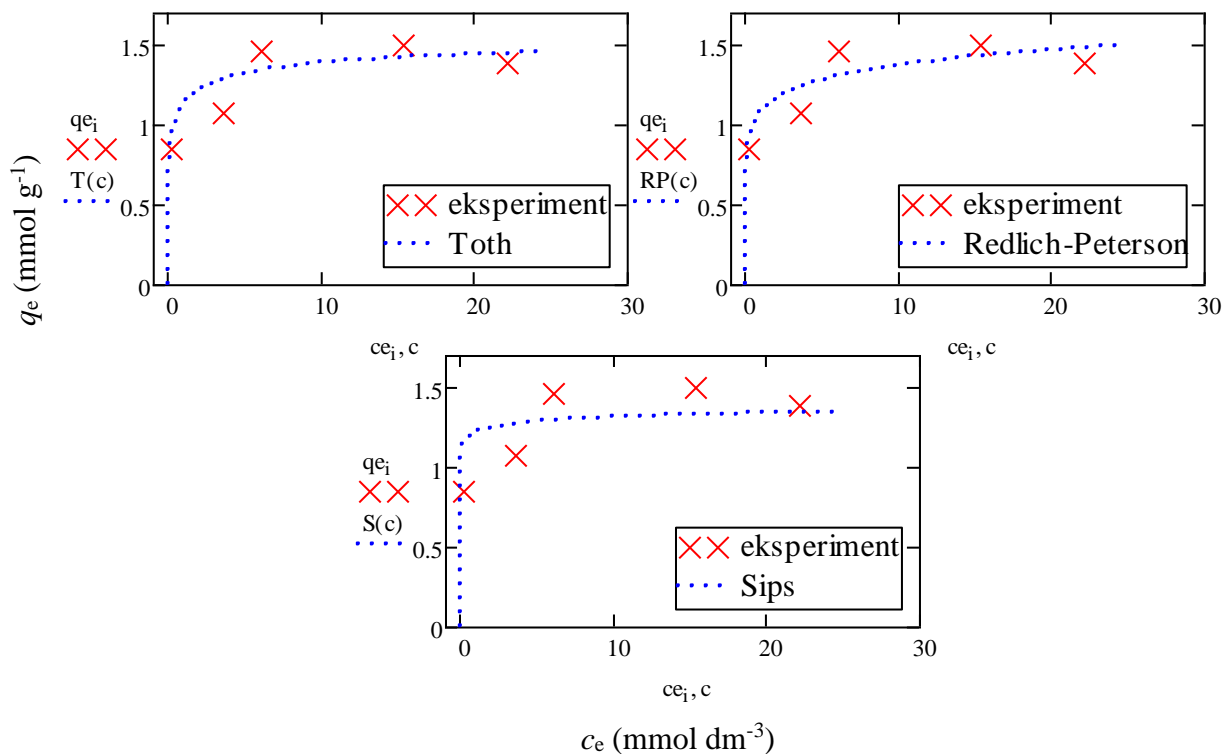 1.5
1
0.5
0
qe_i
T(c)
eksperiment
Toth
0 10 20 30
ce_i, c
q_e (mmol g^-1)
1.5
1
0.5
0
qe_i
RP(c)
eksperiment
Redlich-Peterson
0 10 20 30
ce_i, c
1.5
1
0.5
0
qe_i
S(c)
eksperiment
Sips
0 10 20 30
ce_i, c
c_e (mmol dm^-3)